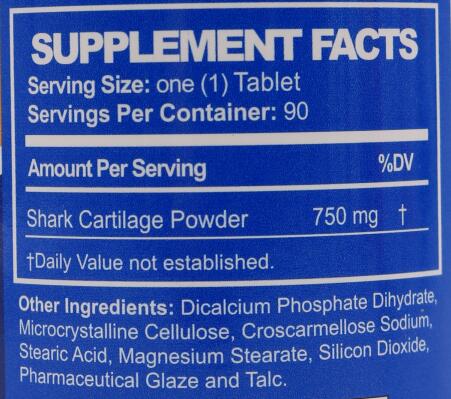 SUPPLEMENT FACTS
Serving Size: one (1) Tablet
Servings Per Container: 90
Amount Per Serving %DV
Shark Cartilage Powder 750 mg †
†Daily Value not established.
Other Ingredients: Dicalcium Phosphate Dihydrate,
Microcrystalline Cellulose, Croscarmellose Sodium,
Stearic Acid, Magnesium Stearate, Silicon Dioxide,
Pharmaceutical Glaze and Talc.